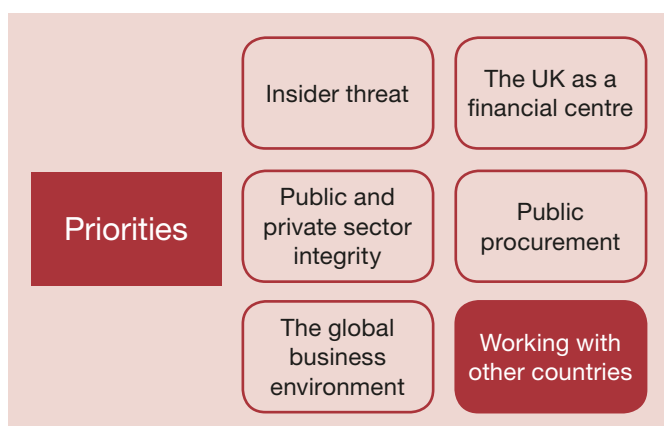 Priorities
Insider threat
The UK as a
financial centre
Public and
private sector
integrity
Public
procurement
The global
business
environment
Working with
other countries